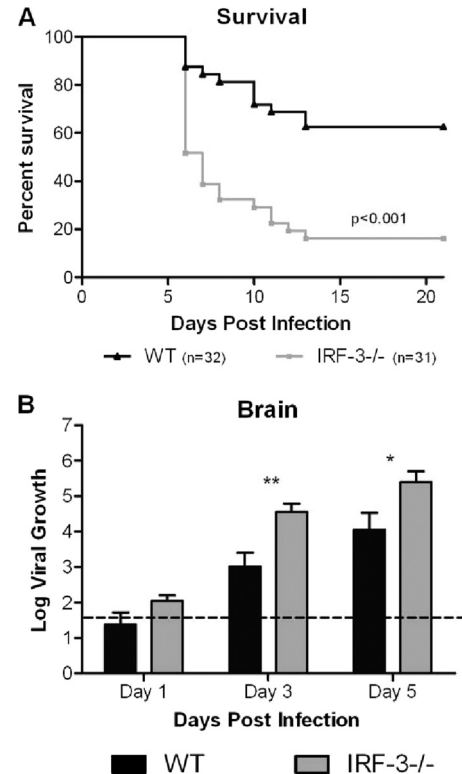 A
Survival
100
80
60
40
20
0
Percent survival
p<0.001
0 5 10 15 20
Days Post Infection
WT (n=32) IRF-3-/- (n=31)
B
Brain
7
6
5
4
3
2
1
0
Log Viral Growth
** *
Day 1 Day 3 Day 5
Days Post Infection
WT IRF-3-/-